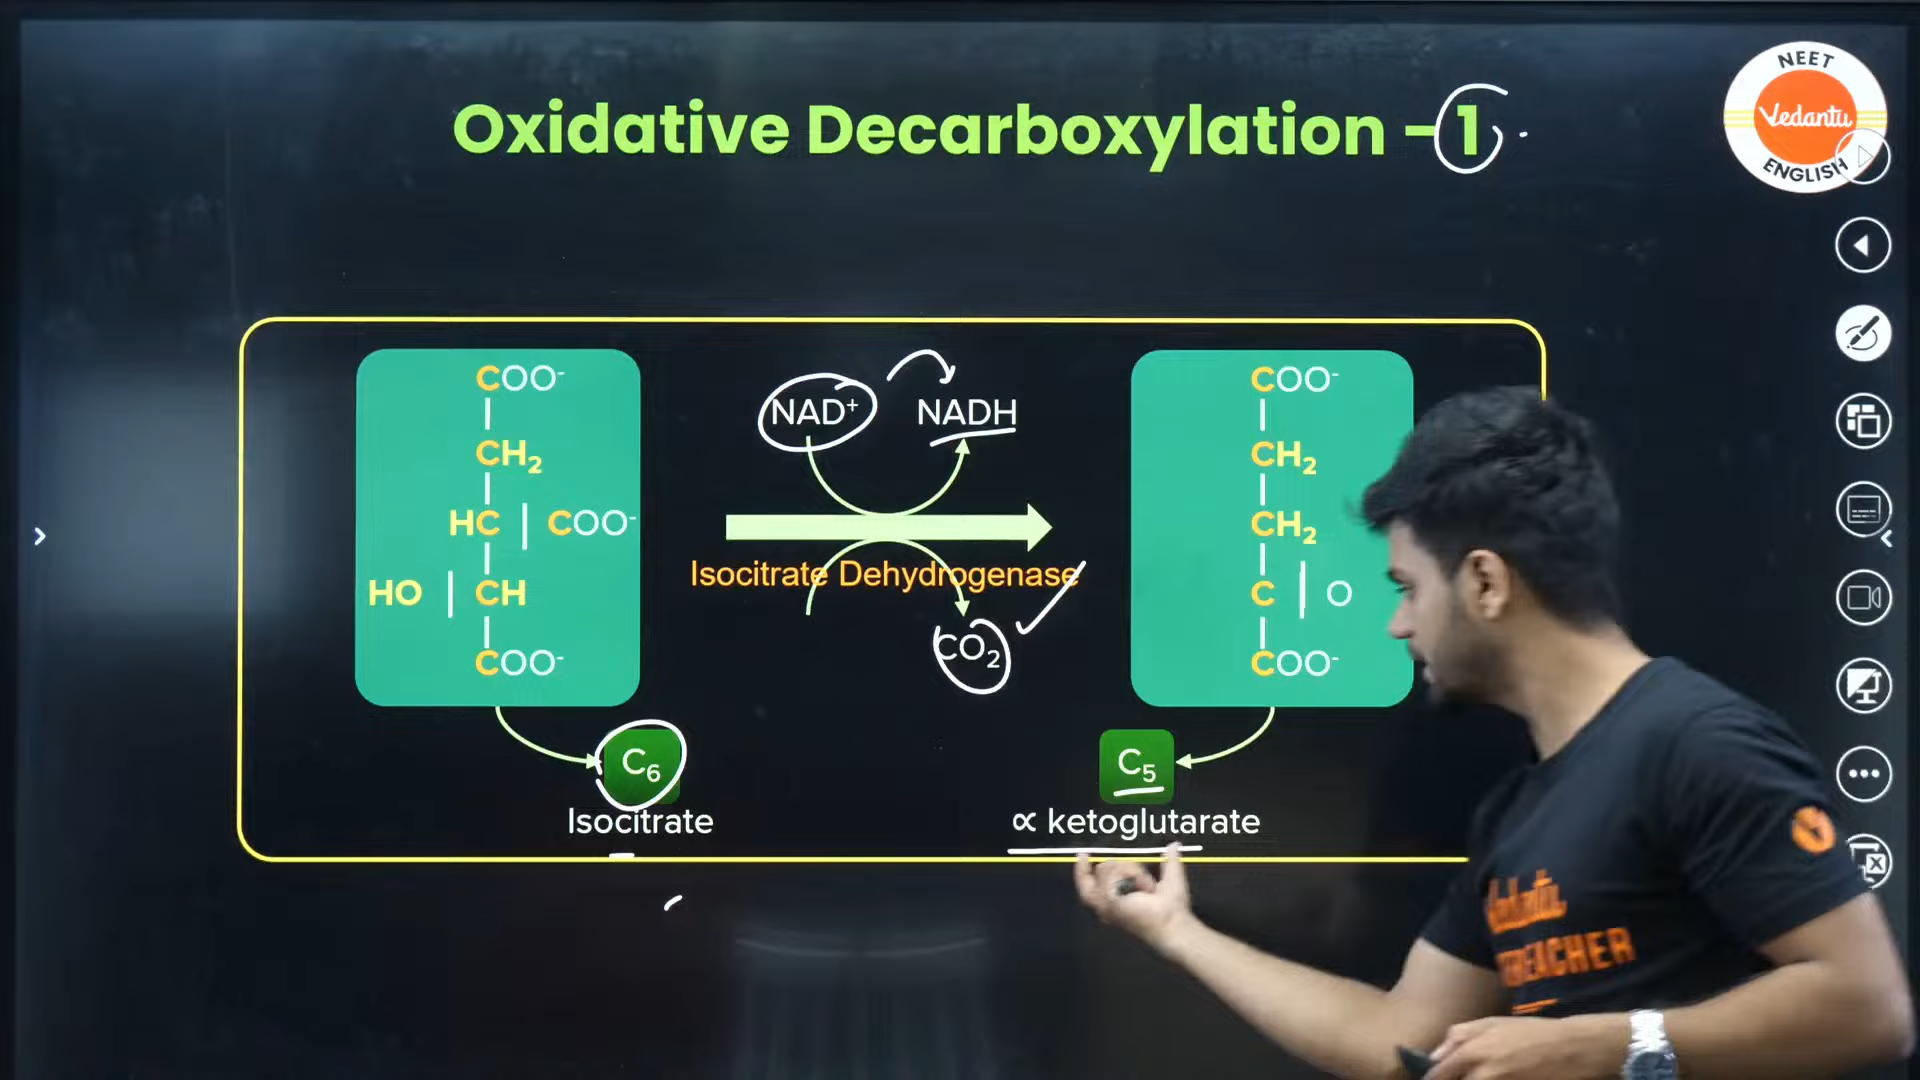 Oxidative Decarboxylation - 1
NEET
Vedantu
ENGLISH
COO-
CH2
HC | COO-
HO | CH
COO-
NAD+ NADH
Isocitrate Dehydrogenase
CO2
COO-
CH2
CH2
C | O
COO-
C6
Isocitrate
C5
∝ ketoglutarate
Vedantu